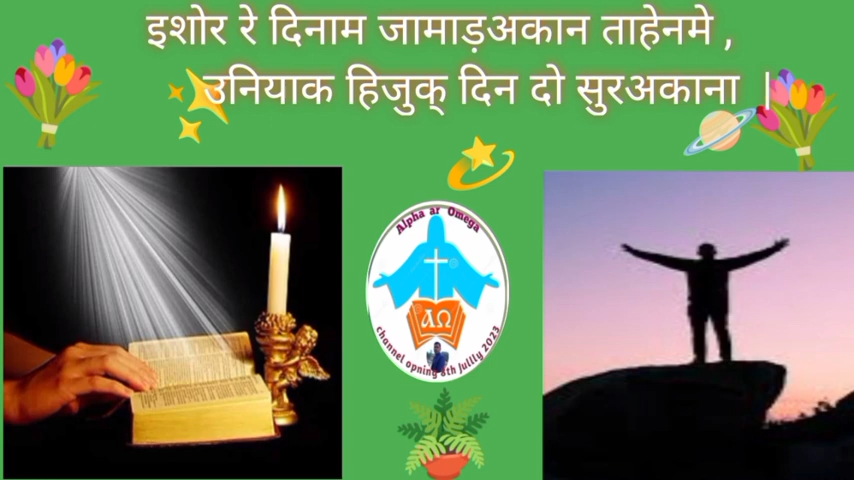 इशोर रे दिनाम जामाड़अकान ताहेनमे ,
उनियाक हिजुक् दिन दो सुरअकाना |
Alpha ar Omega
ΑΩ
channel opning 8th Jullly 2023